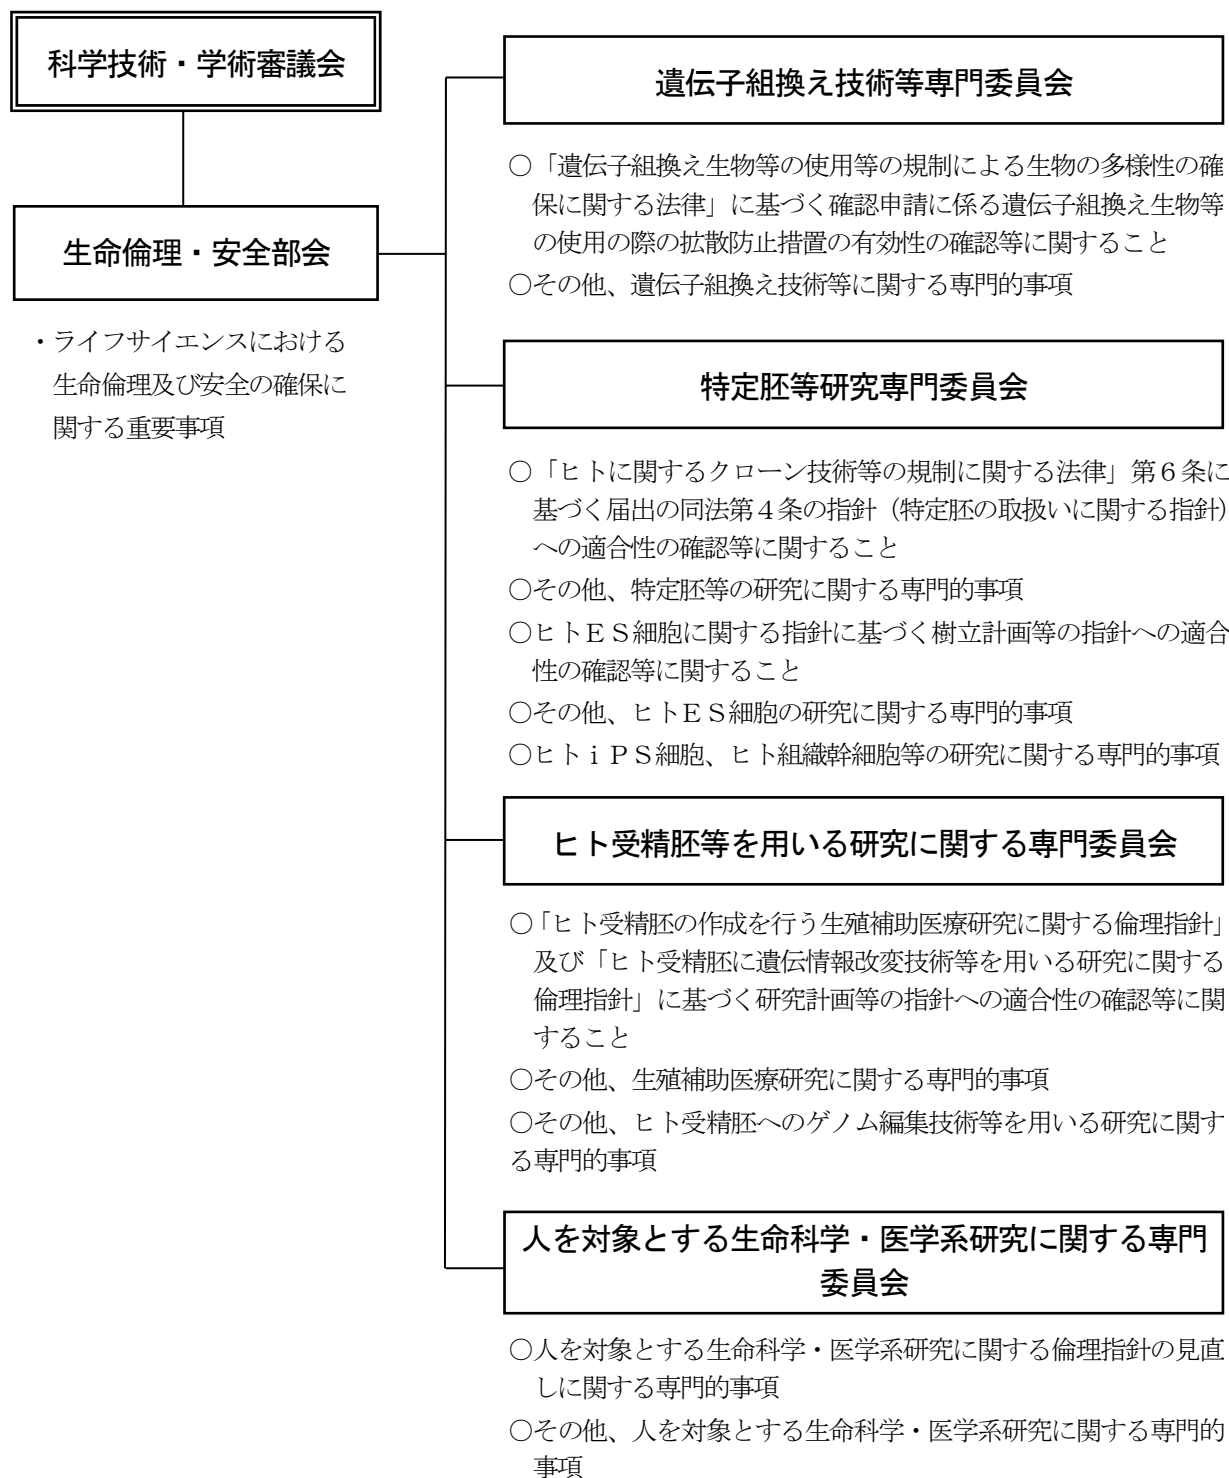 科学技術・学術審議会
生命倫理・安全部会
・ライフサイエンスにおける
生命倫理及び安全の確保に
関する重要事項
遺伝子組換え技術等専門委員会
○「遺伝子組換え生物等の使用等の規制による生物の多様性の確
保に関する法律」に基づく確認申請に係る遺伝子組換え生物等
の使用の際の拡散防止措置の有効性の確認等に関すること
○その他、遺伝子組換え技術等に関する専門的事項
特定胚等研究専門委員会
○「ヒトに関するクローン技術等の規制に関する法律」第6条に
基づく届出の同法第4条の指針（特定胚の取扱いに関する指針）
への適合性の確認等に関すること
○その他、特定胚等の研究に関する専門的事項
○ヒトES細胞に関する指針に基づく樹立計画等の指針への適合
性の確認等に関すること
○その他、ヒトES細胞の研究に関する専門的事項
○ヒトiPS細胞、ヒト組織幹細胞等の研究に関する専門的事項
ヒト受精胚等を用いる研究に関する専門委員会
○「ヒト受精胚の作成を行う生殖補助医療研究に関する倫理指針」
及び「ヒト受精胚に遺伝情報改変技術等を用いる研究に関する
倫理指針」に基づく研究計画等の指針への適合性の確認等に関
すること
○その他、生殖補助医療研究に関する専門的事項
○その他、ヒト受精胚へのゲノム編集技術等を用いる研究に関す
る専門的事項
人を対象とする生命科学・医学系研究に関する専門
委員会
○人を対象とする生命科学・医学系研究に関する倫理指針の見直
しに関する専門的事項
○その他、人を対象とする生命科学・医学系研究に関する専門的
事項